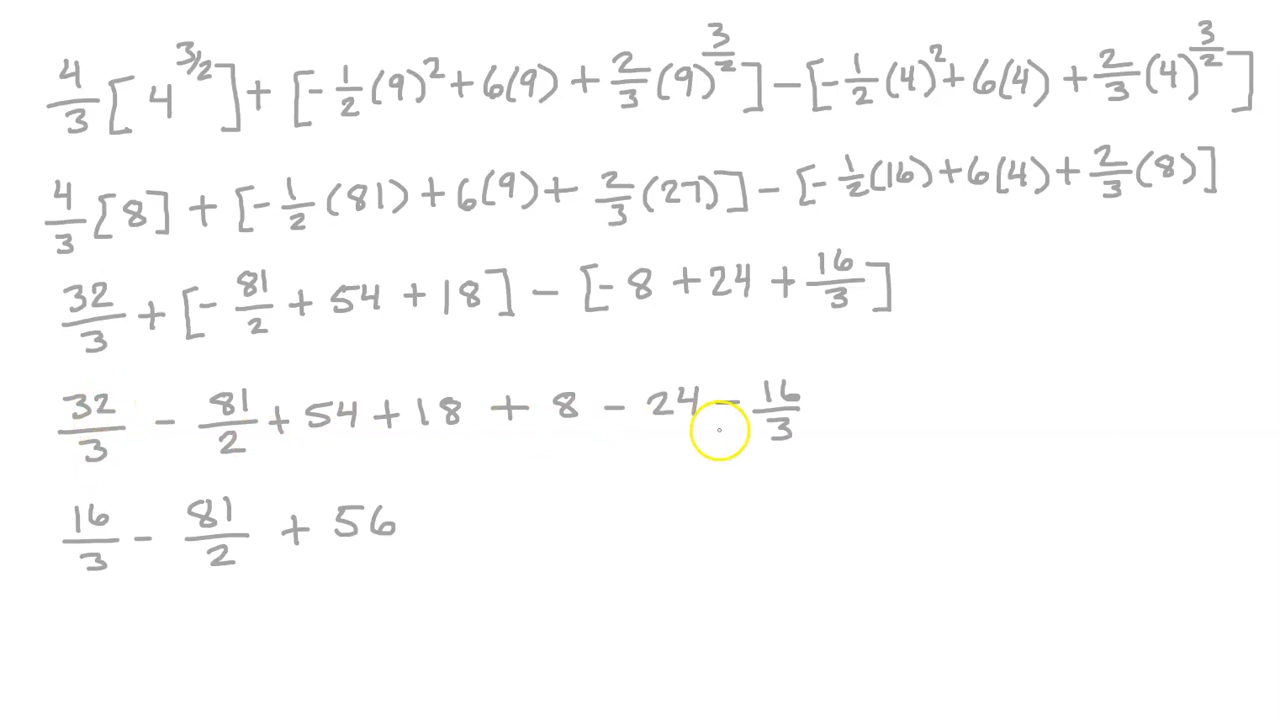 4/3 [4^3/2] + [-1/2(9)^2 + 6(9) + 2/3(9)^3/2] - [-1/2(4)^2 + 6(4) + 2/3(4)^3/2]
4/3 [8] + [-1/2(81) + 6(9) + 2/3(27)] - [-1/2(16) + 6(4) + 2/3(8)]
32/3 + [-81/2 + 54 + 18] - [-8 + 24 + 16/3]
32/3 - 81/2 + 54 + 18 + 8 - 24 - 16/3
16/3 - 81/2 + 56